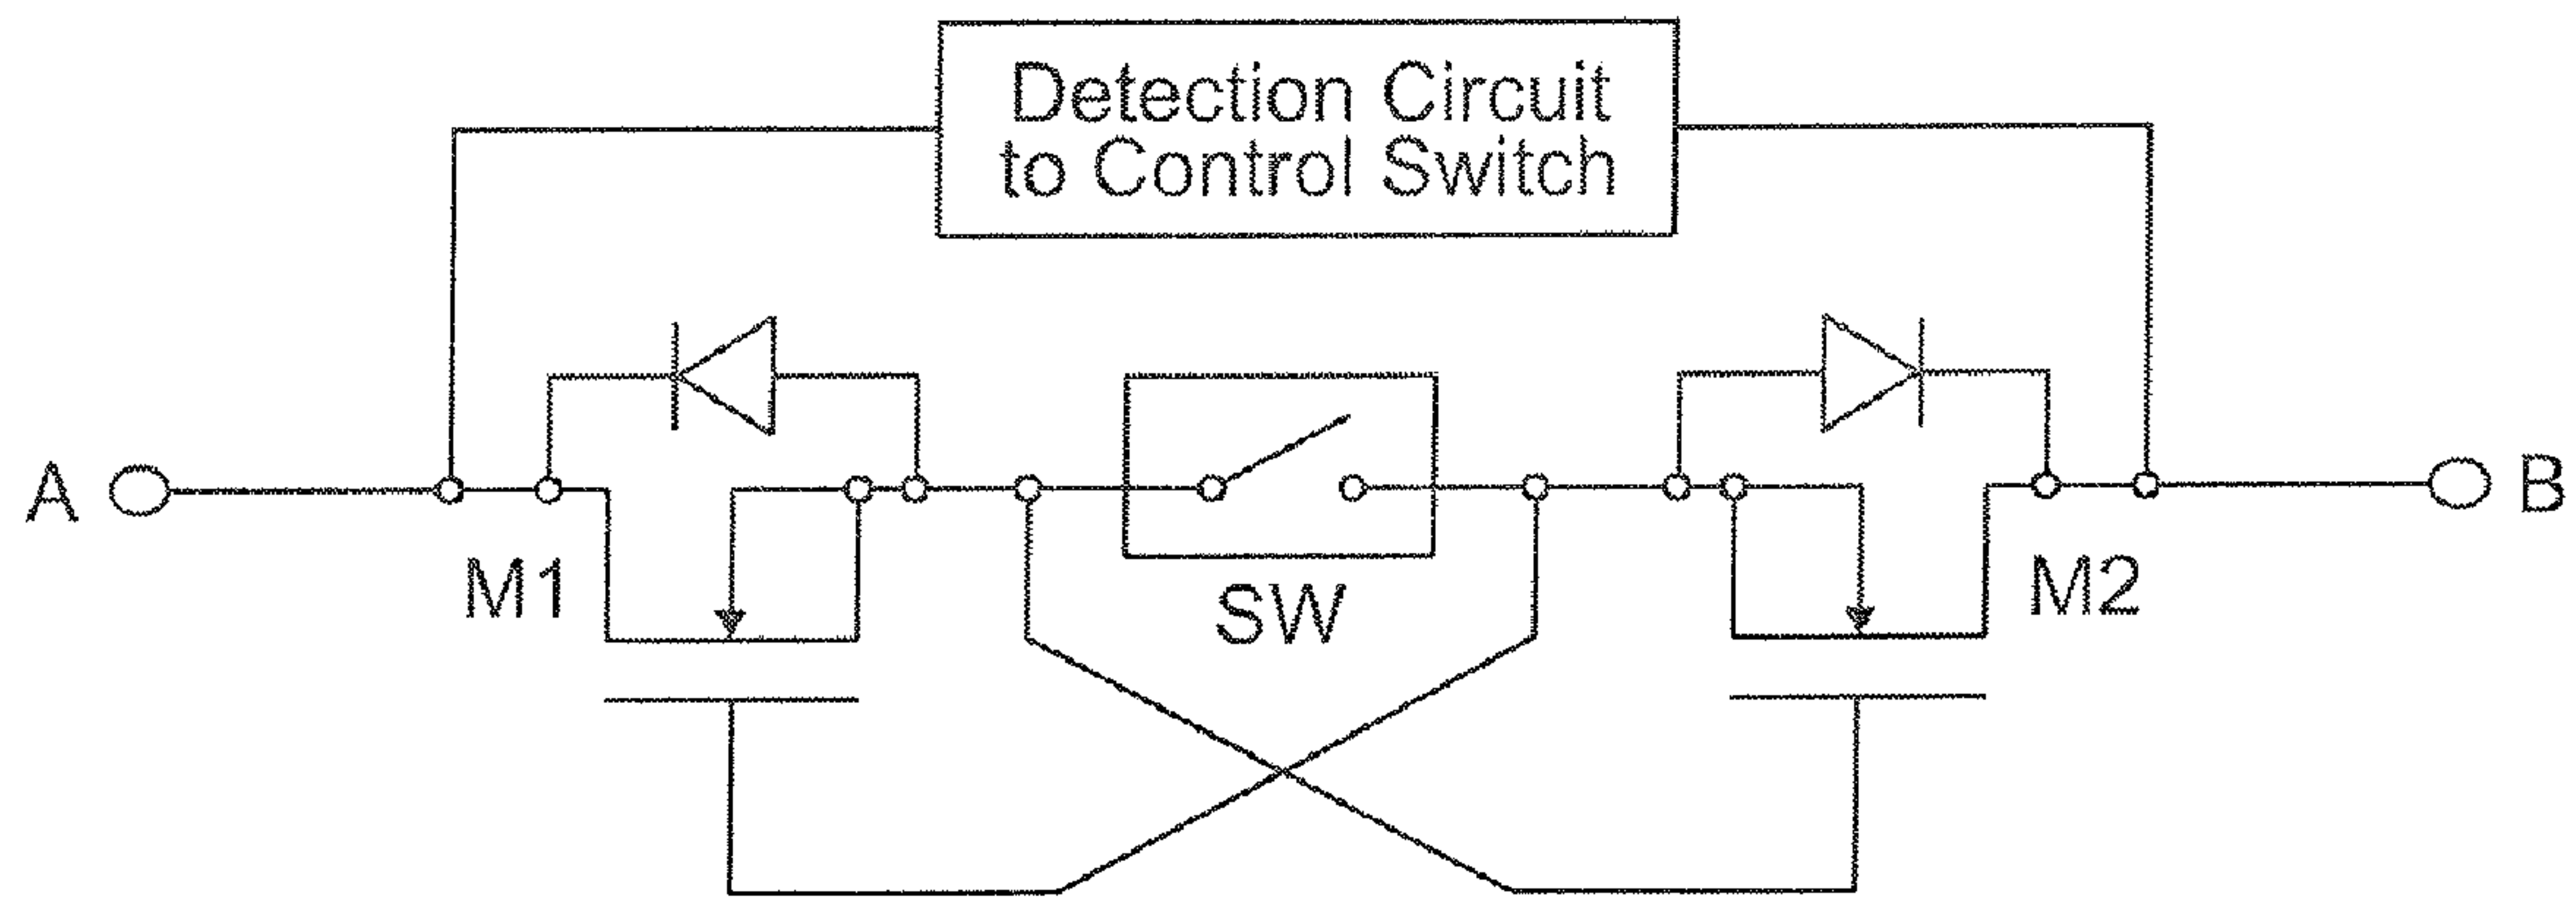 Detection Circuit
to Control Switch
A
B
M1
SW
M2